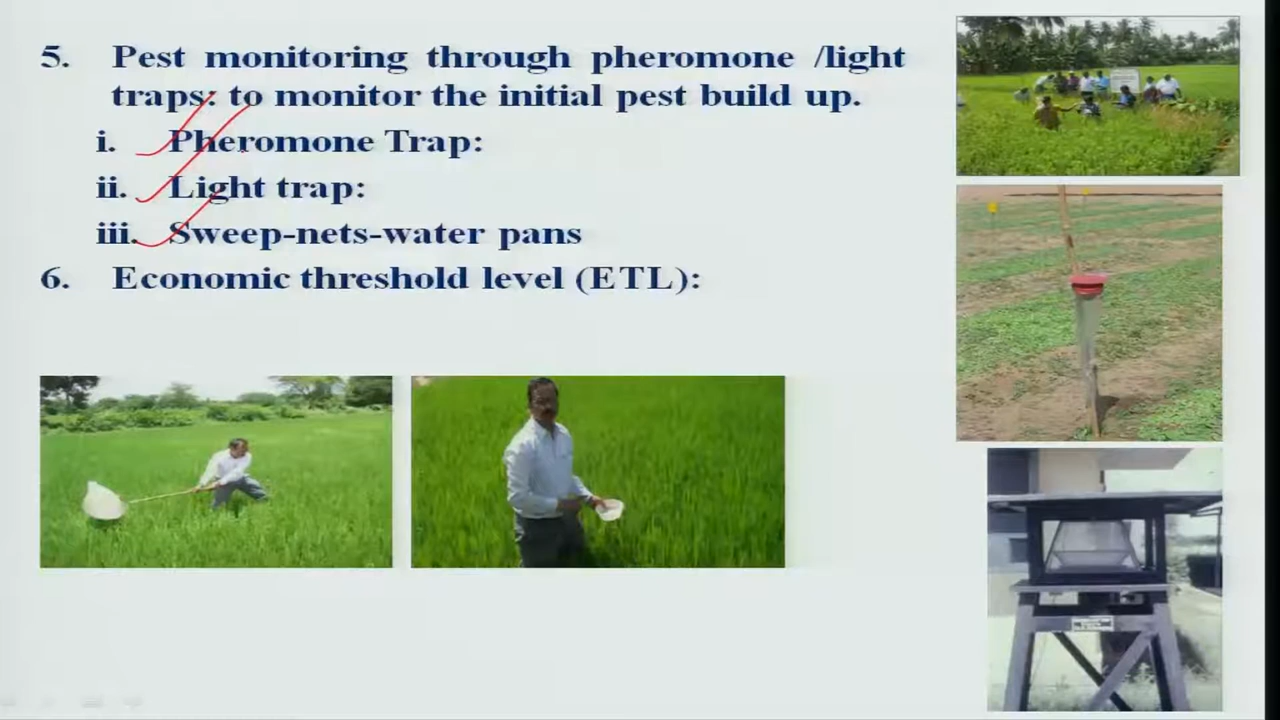 5. Pest monitoring through pheromone /light
traps: to monitor the initial pest build up.
i. Pheromone Trap:
ii. Light trap:
iii. Sweep-nets-water pans
6. Economic threshold level (ETL):